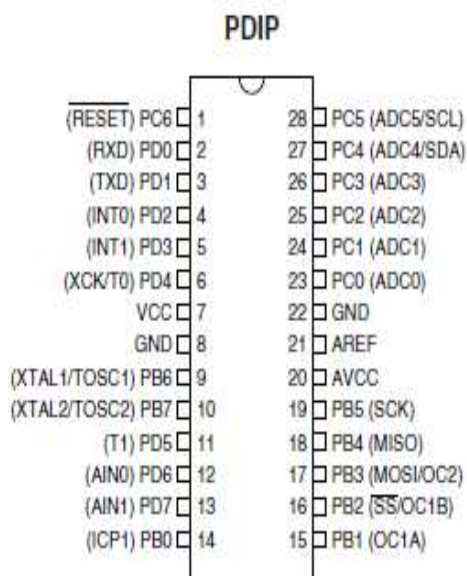 PDIP
(RESET) PC6 1 28 PC5 (ADC5/SCL)
(RXD) PD0 2 27 PC4 (ADC4/SDA)
(TXD) PD1 3 26 PC3 (ADC3)
(INT0) PD2 4 25 PC2 (ADC2)
(INT1) PD3 5 24 PC1 (ADC1)
(XCK/T0) PD4 6 23 PC0 (ADC0)
VCC 7 22 GND
GND 8 21 AREF
(XTAL1/TOSC1) PB6 9 20 AVCC
(XTAL2/TOSC2) PB7 10 19 PB5 (SCK)
(T1) PD5 11 18 PB4 (MISO)
(AIN0) PD6 12 17 PB3 (MOSI/OC2)
(AIN1) PD7 13 16 PB2 (SS/OC1B)
(ICP1) PB0 14 15 PB1 (OC1A)